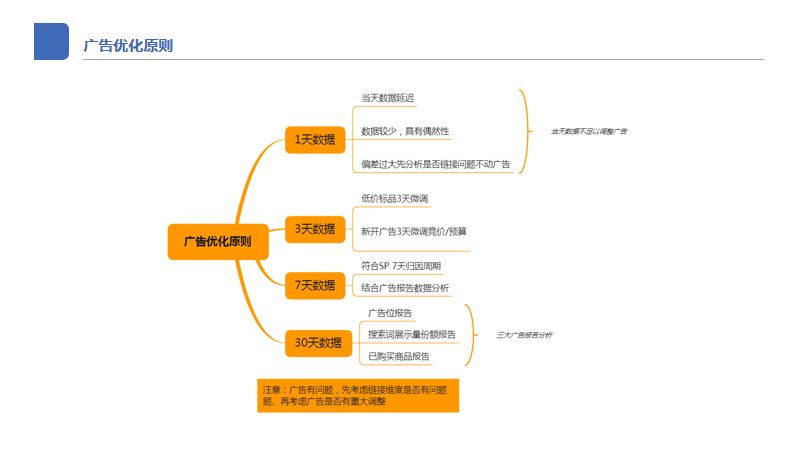 广告优化原则
当天数据延迟
1天数据
数据较少，具有偶然性
当天数据不足以调整广告
偏差过大先分析是否链接问题不动广告
低价标品3天微调
3天数据
新开广告3天微调竞价/预算
广告优化原则
符合SP 7天归因周期
7天数据
结合广告报告数据分析
广告位报告
30天数据
搜索词展示量份额报告
三大广告报告分析
已购买商品报告
注意：广告有问题，先考虑链接维度是否有问题
题、再考虑广告是否有重大调整